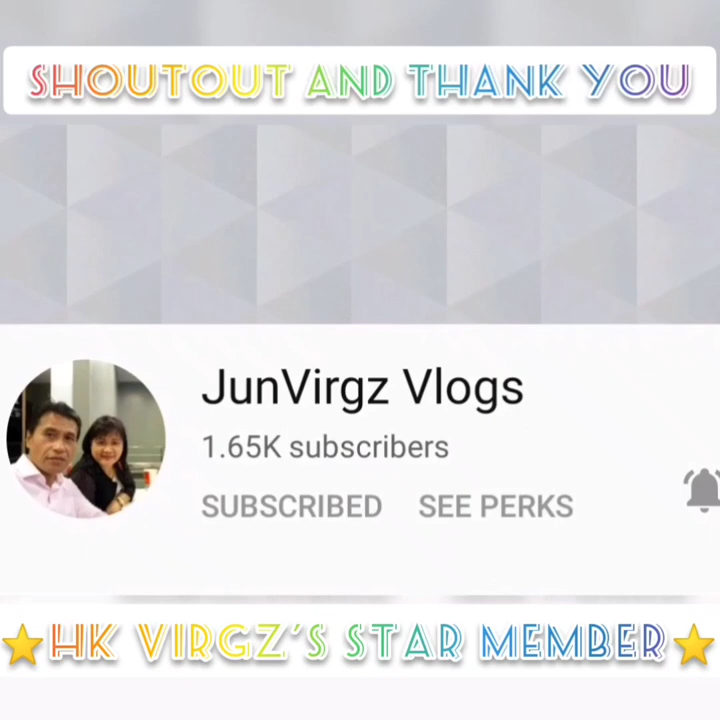 SHOUTOUT AND THANK YOU
JunVirgz Vlogs
1.65K subscribers
SUBSCRIBED SEE PERKS
⭐HK VIRGZ'S STAR MEMBER⭐